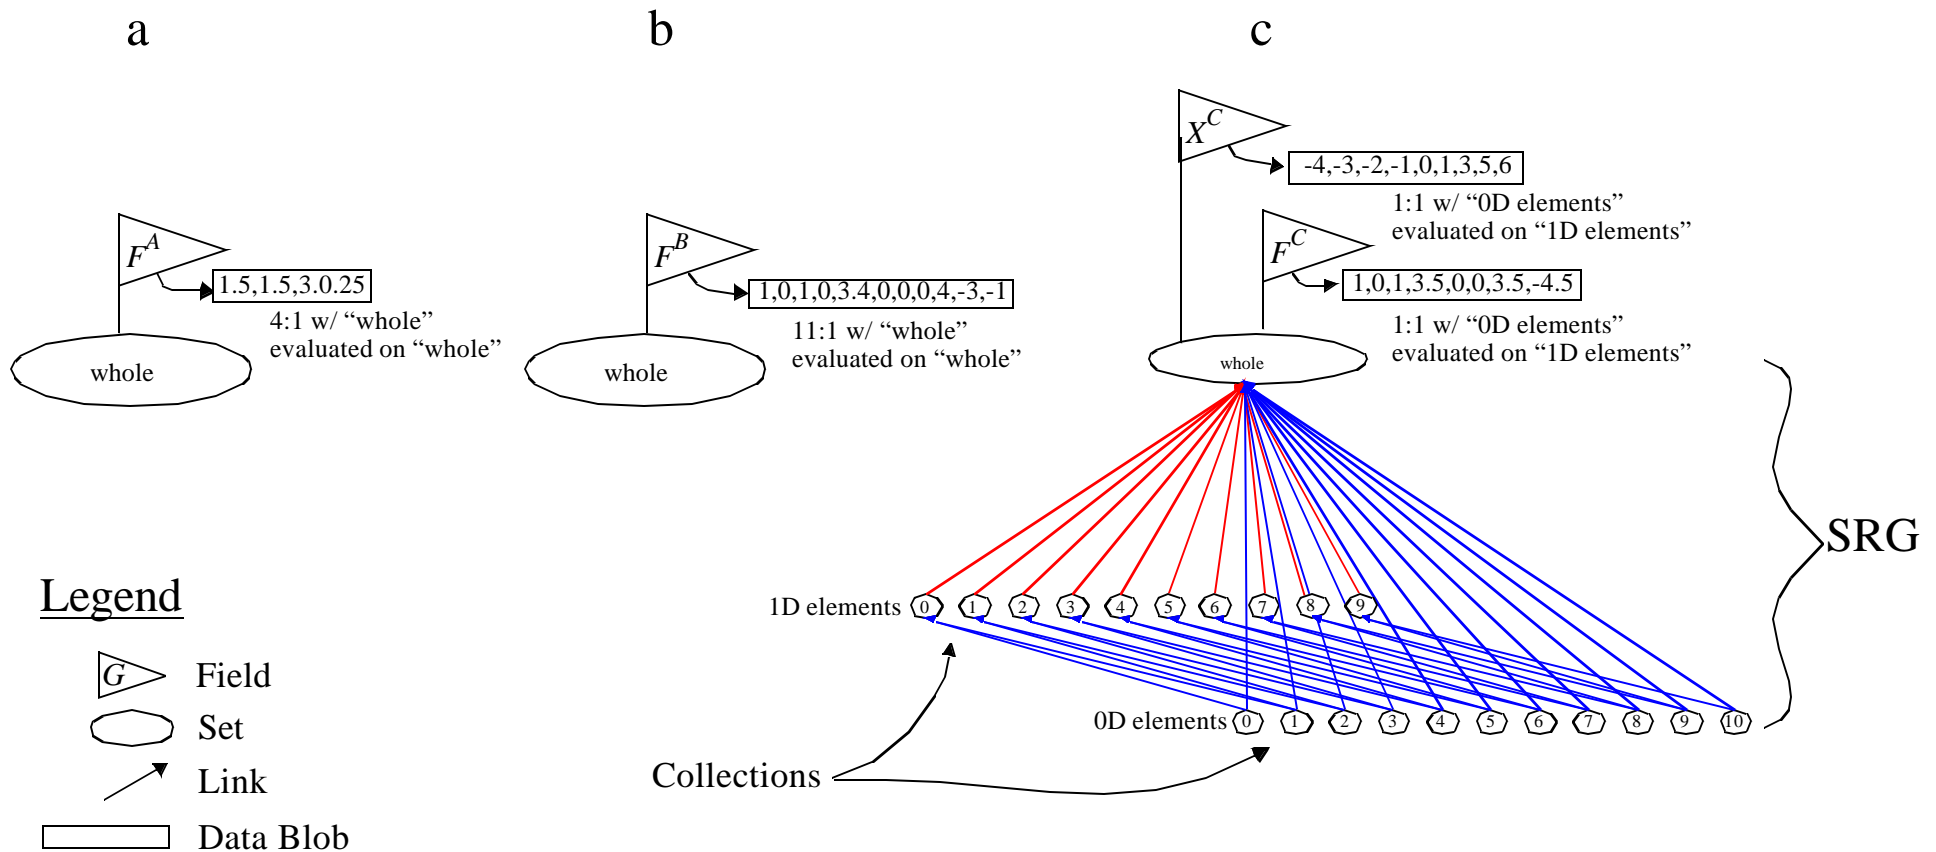 a
b
c
X^C
-4,-3,-2,-1,0,1,3,5,6
1:1 w/ “0D elements”
evaluated on “1D elements”
F^A
1.5,1.5,3.0.25
4:1 w/ “whole”
evaluated on “whole”
whole
F^B
1,0,1,0,3.4,0,0,0,4,-3,-1
11:1 w/ “whole”
evaluated on “whole”
whole
F^C
1,0,1,3.5,0,0,3.5,-4.5
1:1 w/ “0D elements”
evaluated on “1D elements”
whole
SRG
1D elements 0 1 2 3 4 5 6 7 8 9
0D elements 0 1 2 3 4 5 6 7 8 9 10
Collections
Legend
G Field
Set
Link
Data Blob